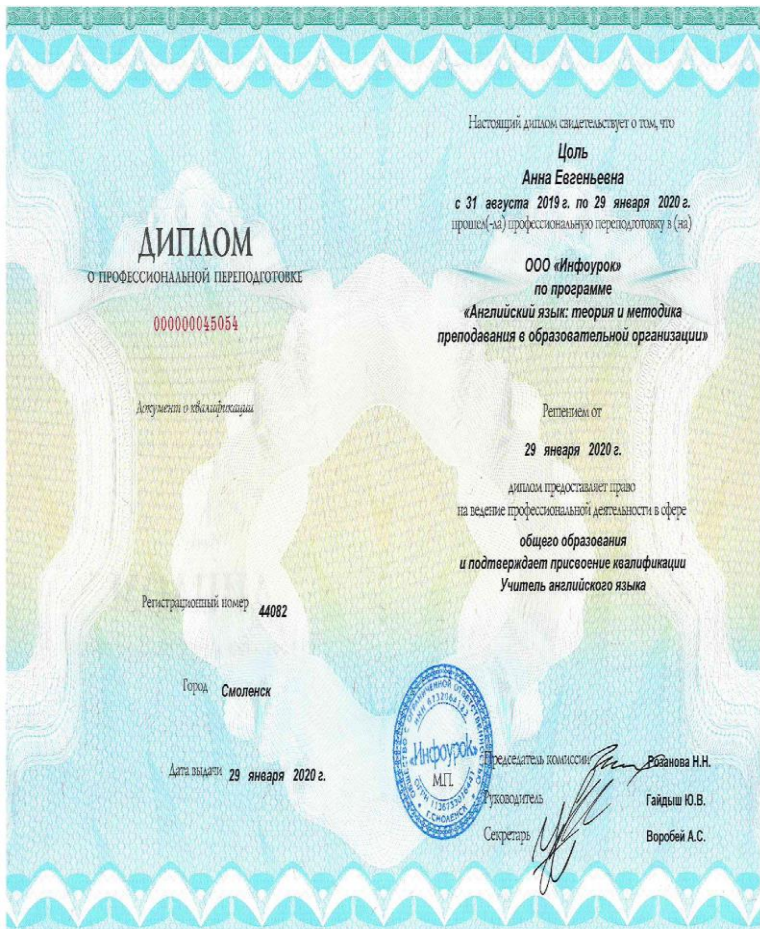 ДИПЛОМ
О ПРОФЕССИОНАЛЬНОЙ ПЕРЕПОДГОТОВКЕ
000000045054
Документ о квалификации
Регистрационный номер 44082
Город Смоленск
Дата выдачи 29 января 2020 г.
Настоящий диплом свидетельствует о том, что
Цоль
Анна Евгеньевна
с 31 августа 2019 г. по 29 января 2020 г.
прошел(-ла) профессиональную переподготовку в (на)
ООО «Инфоурок»
по программе
«Английский язык: теория и методика
преподавания в образовательной организации»
Решением от
29 января 2020 г.
диплом предоставляет право
на ведение профессиональной деятельности в сфере
общего образования
и подтверждает присвоение квалификации
Учитель английского языка
ОБЩЕСТВО С ОГРАНИЧЕННОЙ ОТВЕТСТВЕННОСТЬЮ
«Инфоурок»
М.П.
Г.СМОЛЕНСК
Председатель комиссии Розанова Н.Н.
Руководитель Гайдыш Ю.В.
Секретарь Воробей А.С.